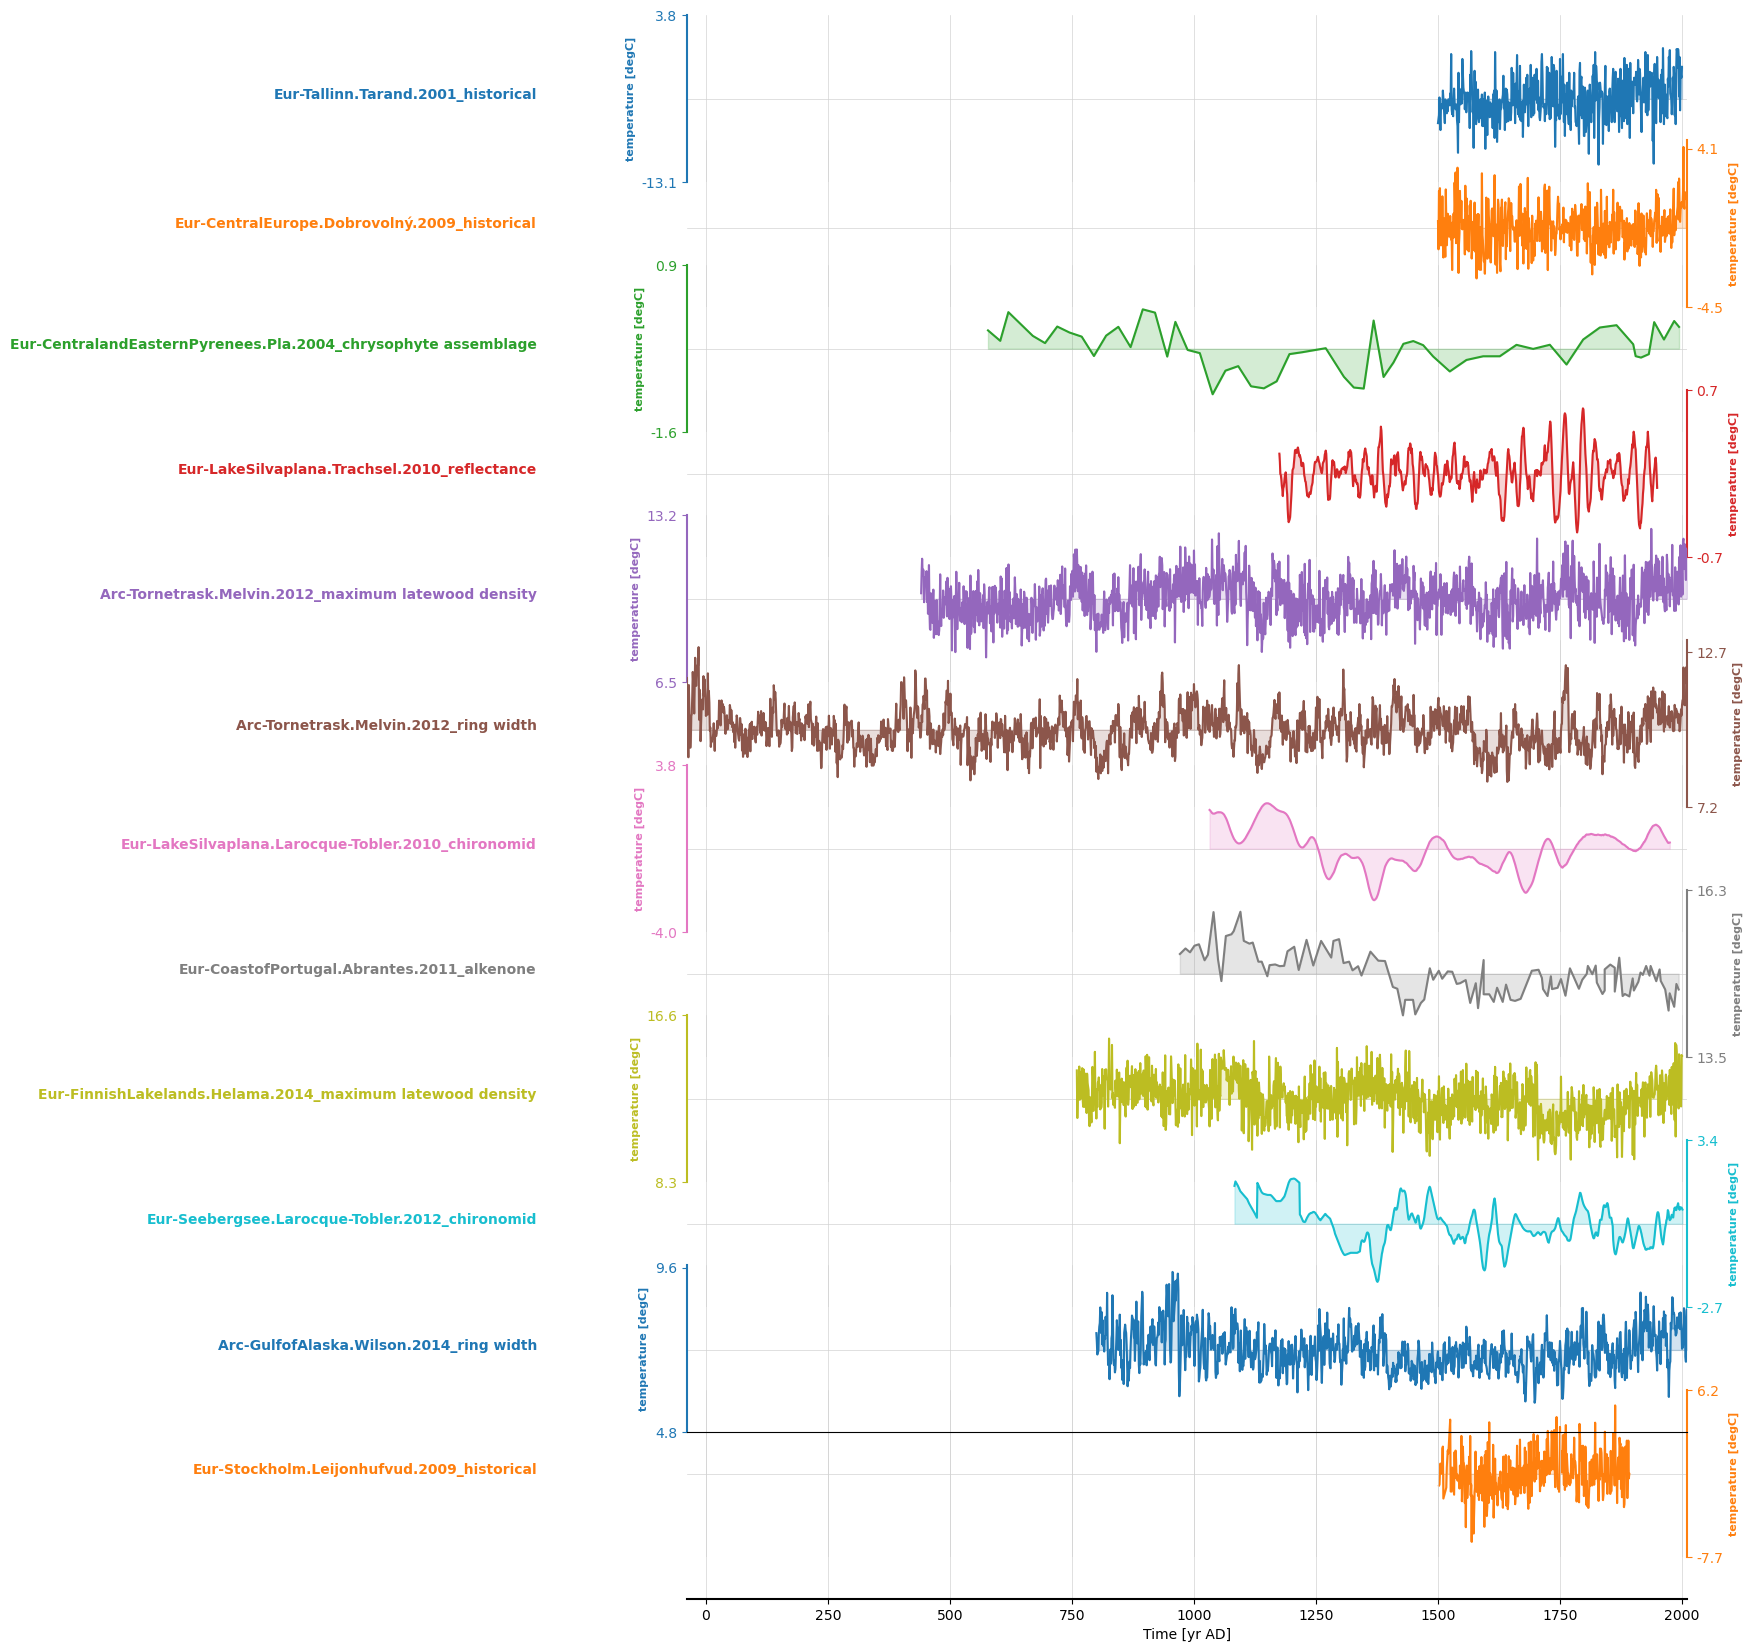 3.8
temperature [degC]
Eur-Tallinn.Tarand.2001_historical
-13.1
4.1
temperature [degC]
Eur-CentralEurope.Dobrovolný.2009_historical
-4.5
0.9
temperature [degC]
Eur-CentralandEasternPyrenees.Pla.2004_chrysophyte assemblage
-1.6
0.7
temperature [degC]
Eur-LakeSilvaplana.Trachsel.2010_reflectance
-0.7
13.2
temperature [degC]
Arc-Tornetrask.Melvin.2012_maximum latewood density
6.5
12.7
temperature [degC]
Arc-Tornetrask.Melvin.2012_ring width
7.2
3.8
temperature [degC]
Eur-LakeSilvaplana.Larocque-Tobler.2010_chironomid
-4.0
16.3
temperature [degC]
Eur-CoastofPortugal.Abrantes.2011_alkenone
13.5
16.6
temperature [degC]
Eur-FinnishLakelands.Helama.2014_maximum latewood density
8.3
3.4
temperature [degC]
Eur-Seebergsee.Larocque-Tobler.2012_chironomid
-2.7
9.6
temperature [degC]
Arc-GulfofAlaska.Wilson.2014_ring width
4.8
6.2
temperature [degC]
Eur-Stockholm.Leijonhufvud.2009_historical
-7.7
0 250 500 750 1000 1250 1500 1750 2000
Time [yr AD]